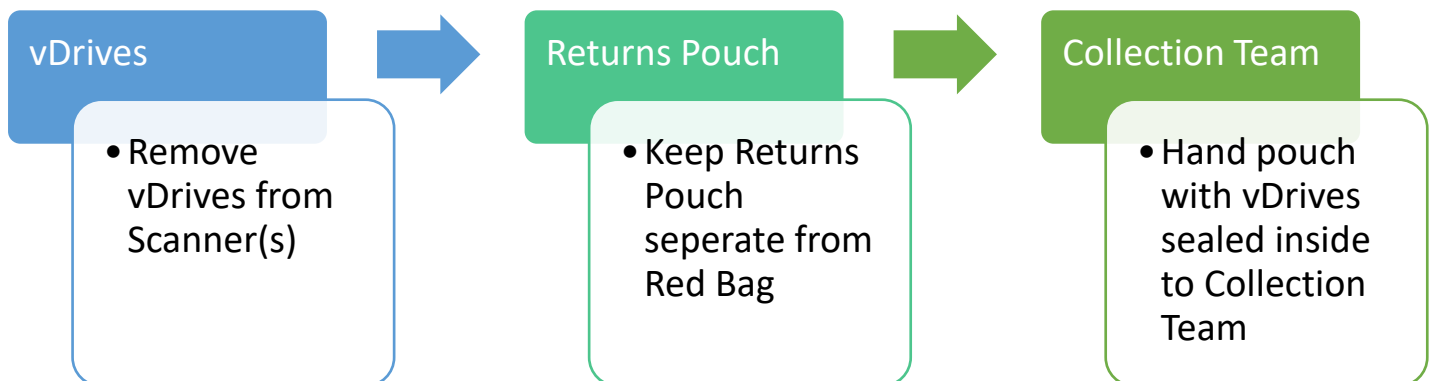 vDrives
• Remove
vDrives from
Scanner(s)
Returns Pouch
• Keep Returns
Pouch
seperate from
Red Bag
Collection Team
• Hand pouch
with vDrives
sealed inside
to Collection
Team